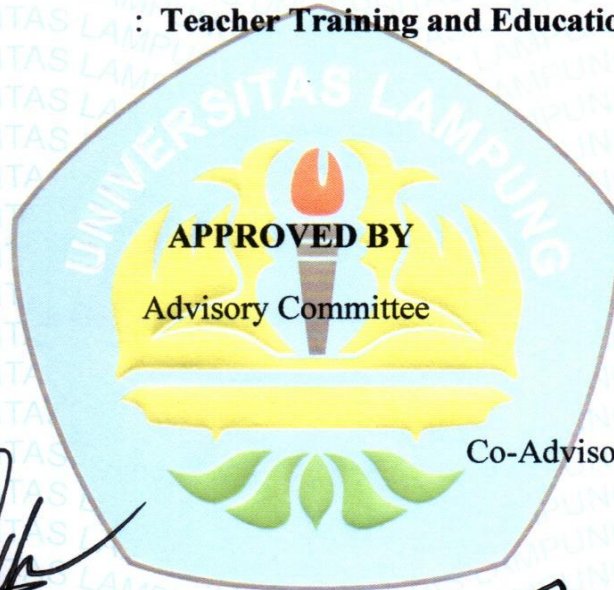 : Teacher Training and Educatio
UNIVERSITAS LAMPUNG
APPROVED BY
Advisory Committee
Co-Adviso